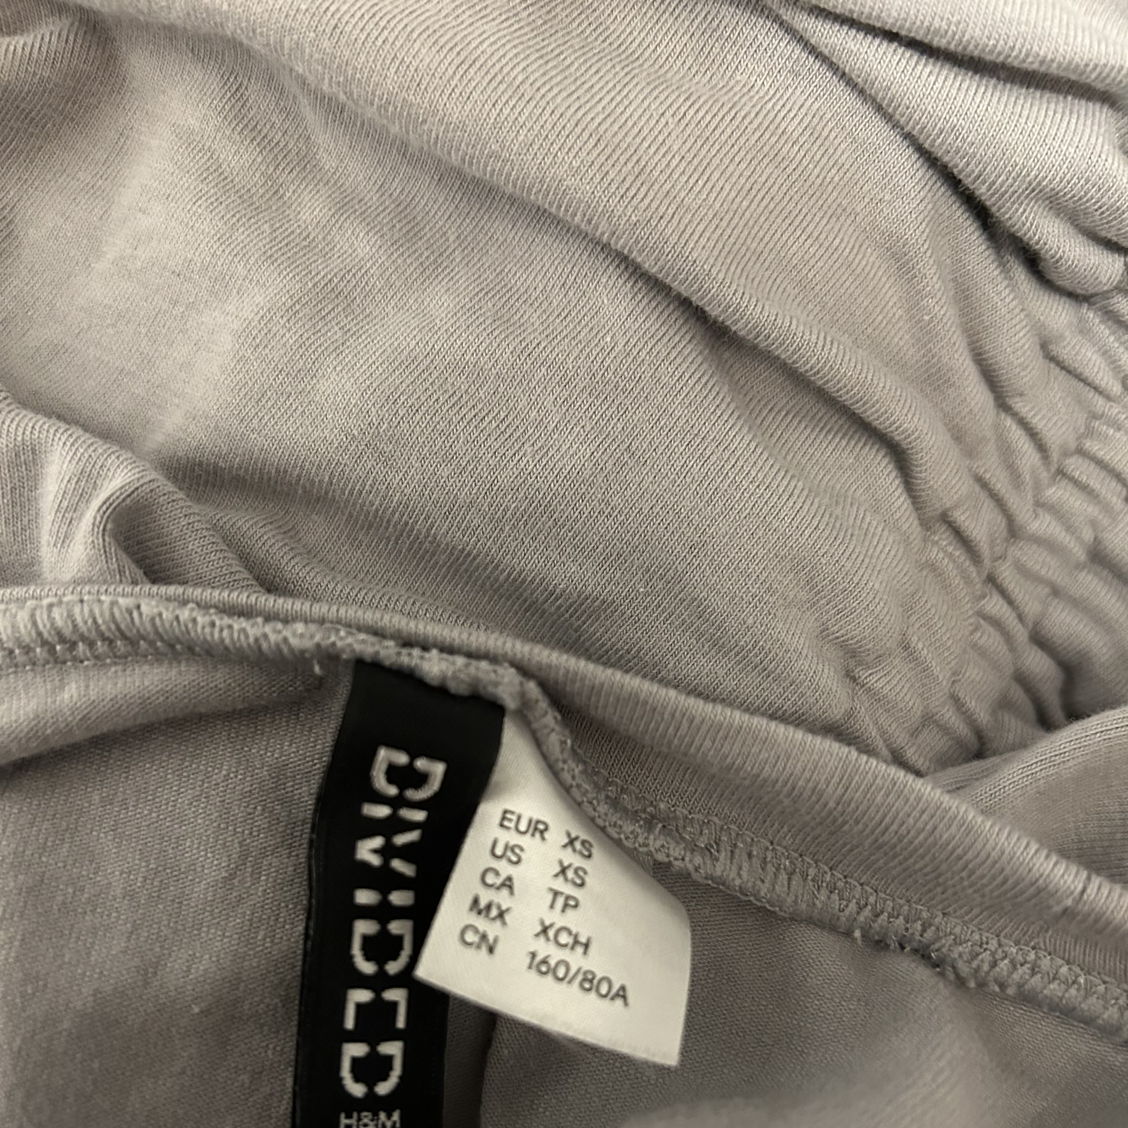 DIVIDED
H&M
EUR XS
US XS
CA TP
MX XCH
CN 160/80A